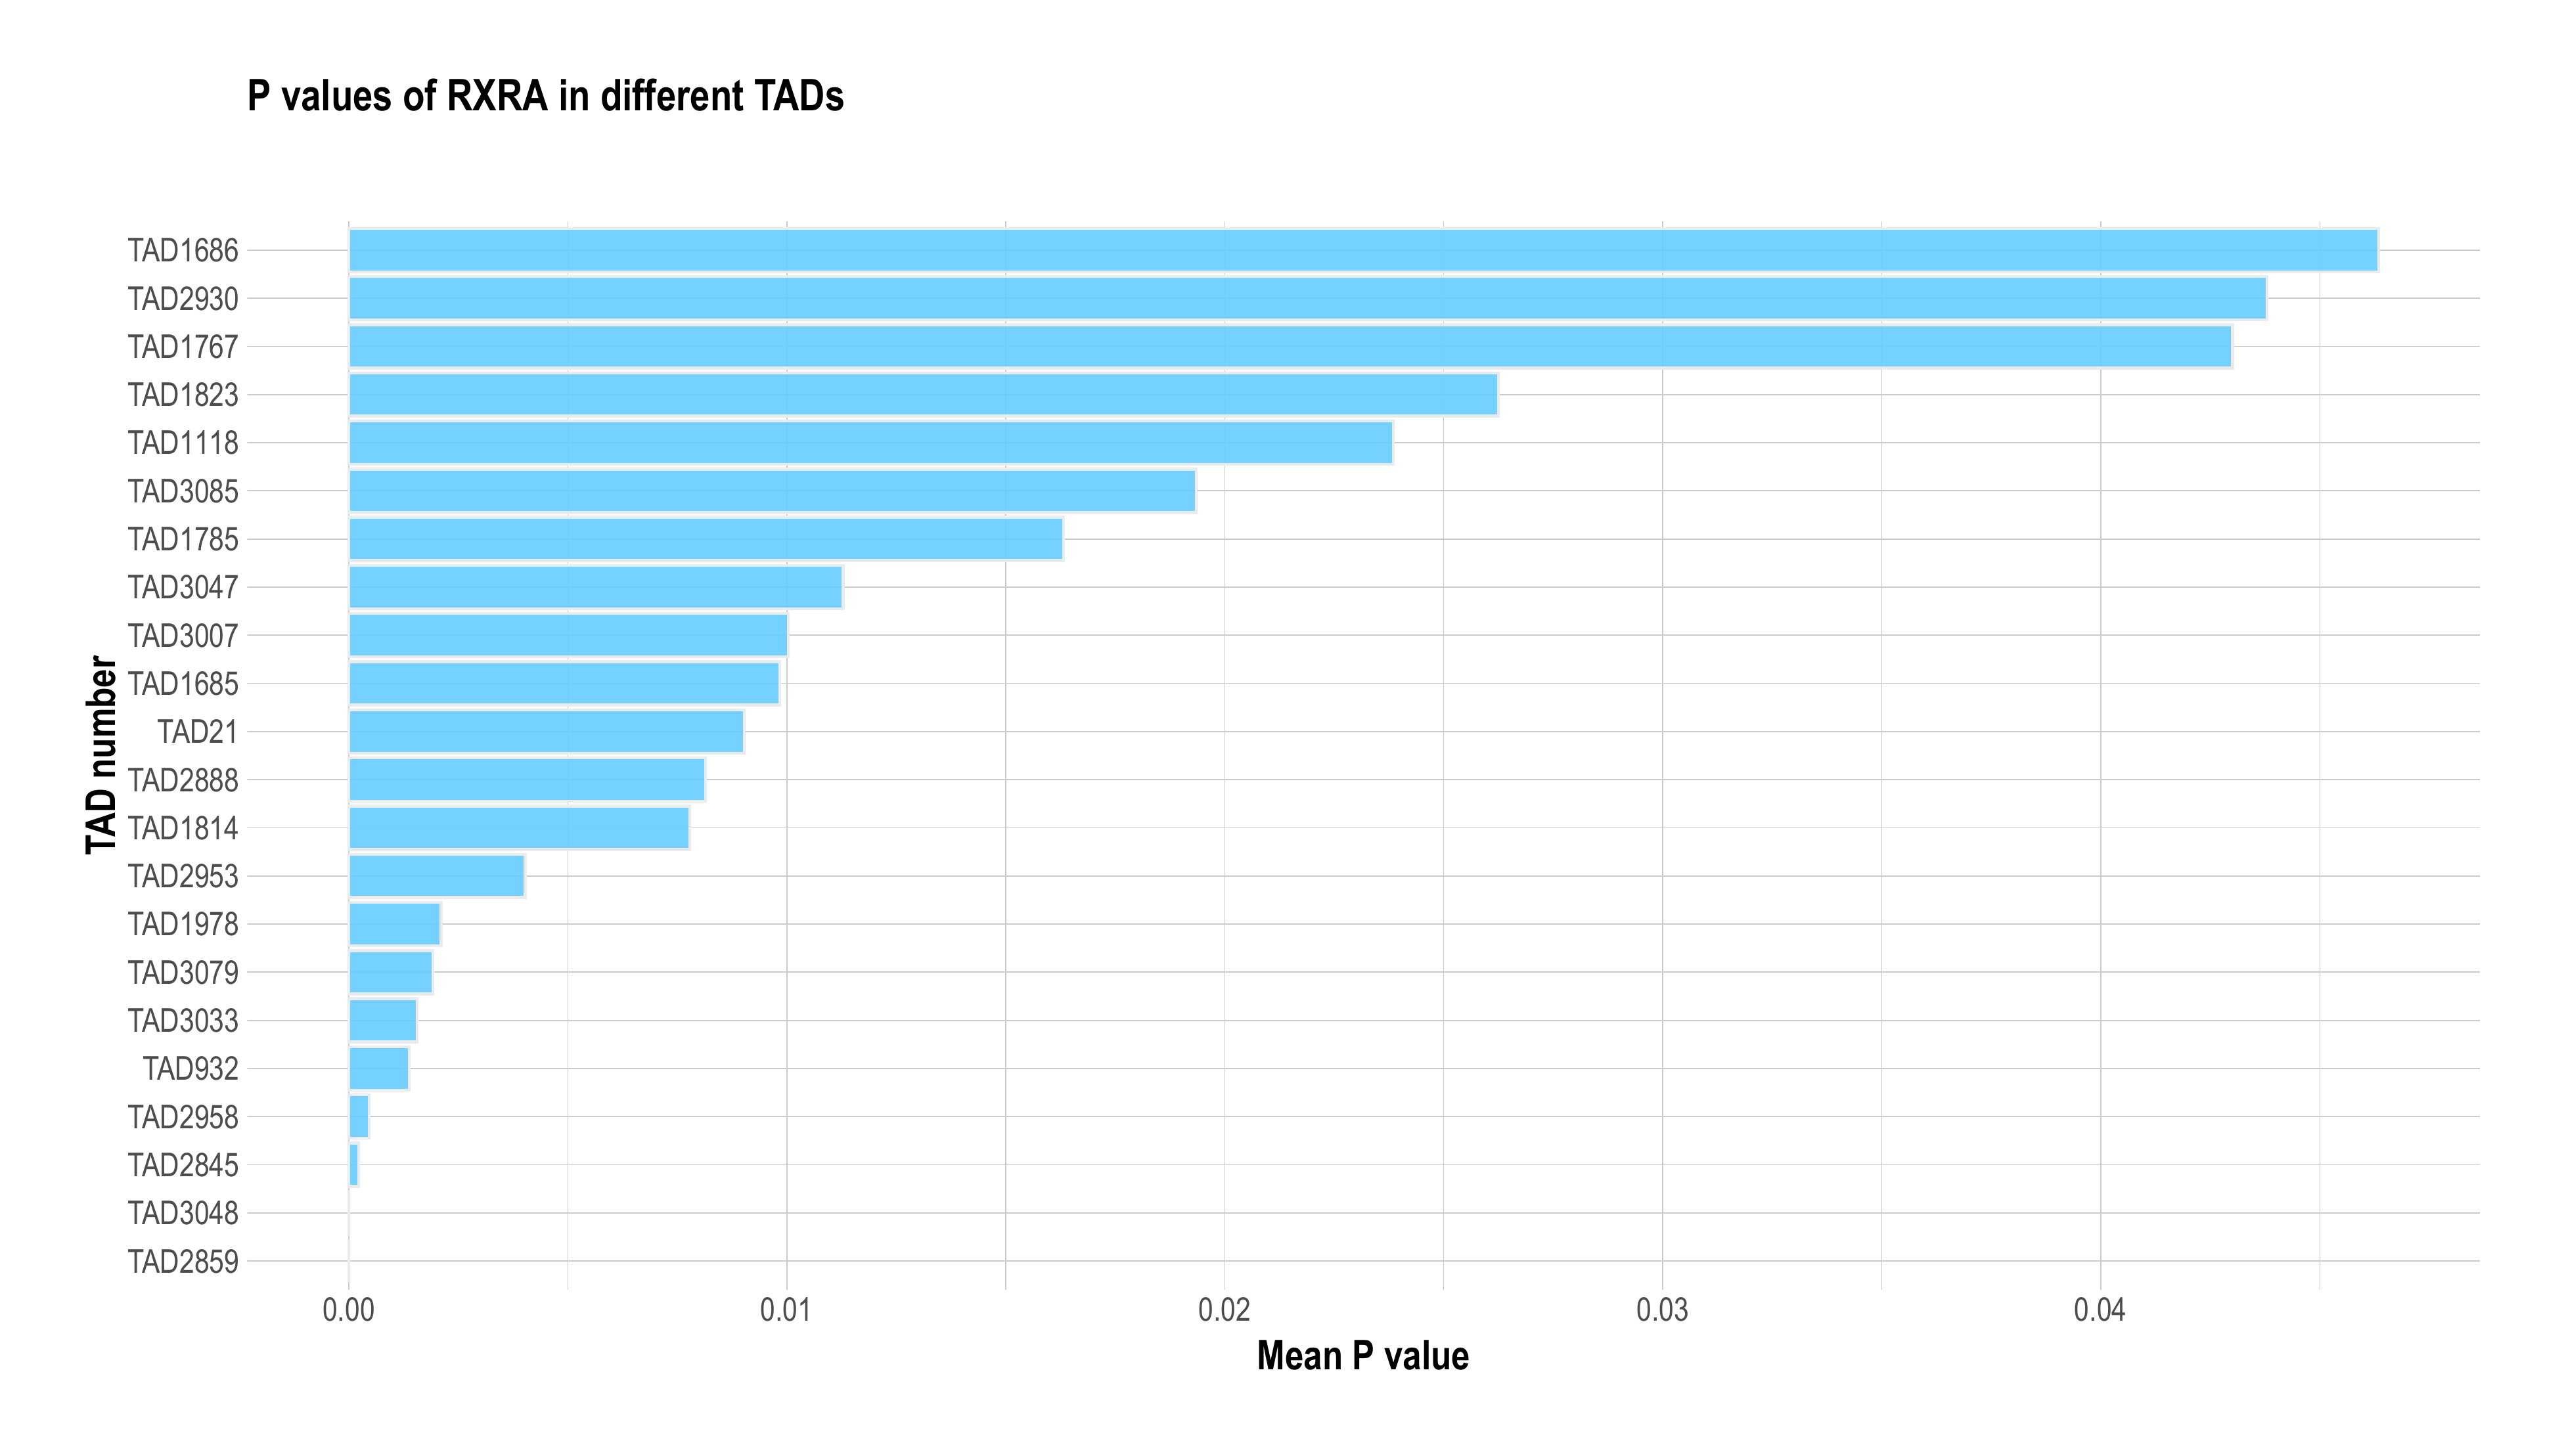 P values of RXRA in different TADs
TAD number
TAD1686
TAD2930
TAD1767
TAD1823
TAD1118
TAD3085
TAD1785
TAD3047
TAD3007
TAD1685
TAD21
TAD2888
TAD1814
TAD2953
TAD1978
TAD3079
TAD3033
TAD932
TAD2958
TAD2845
TAD3048
TAD2859
0.00 0.01 0.02 0.03 0.04
Mean P value